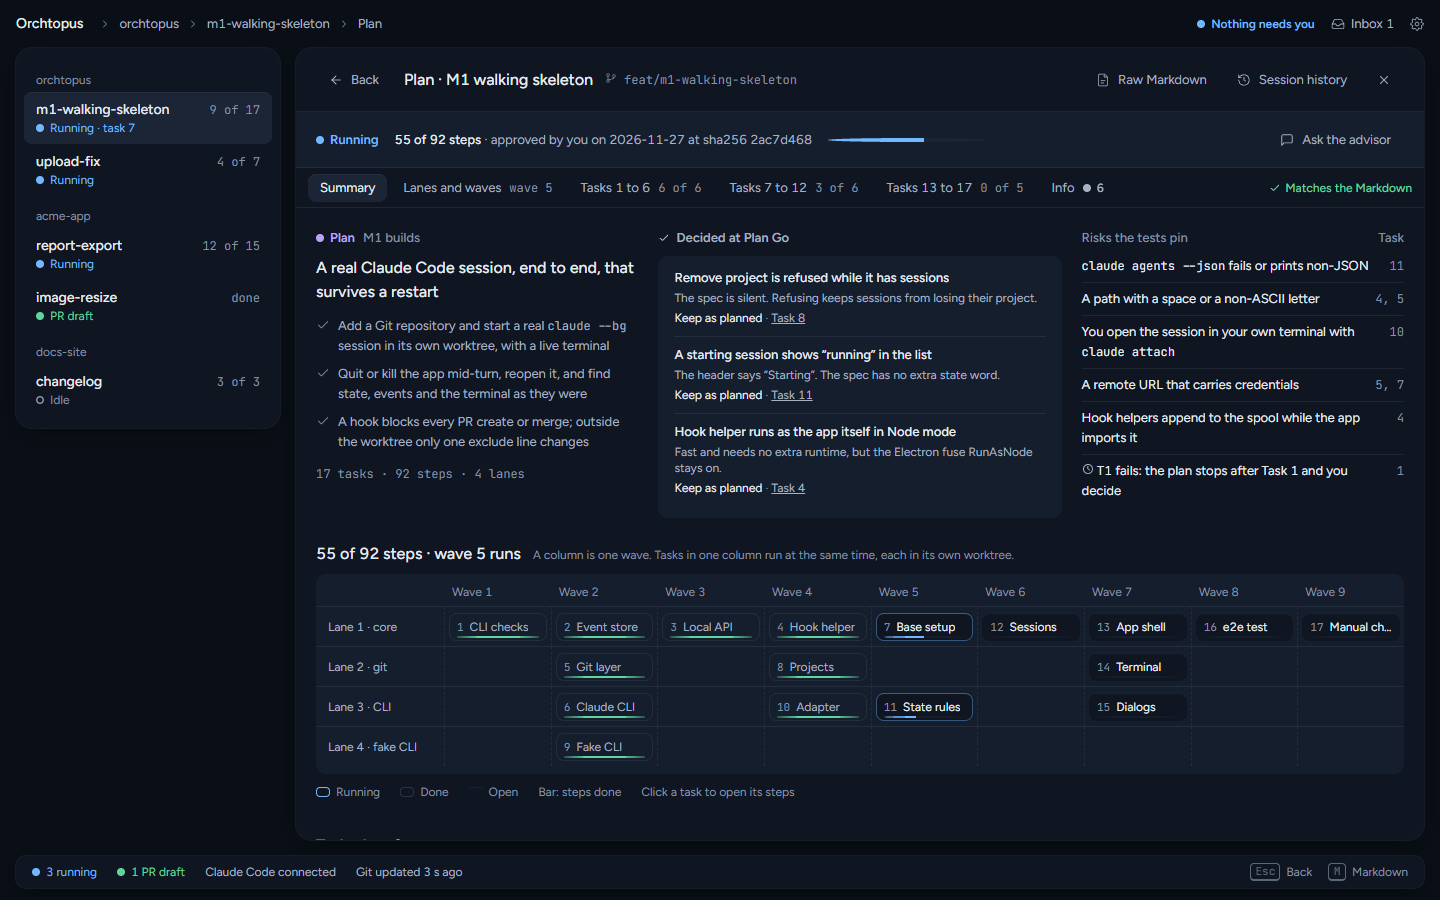 Orchtopus > orchtopus > m1-walking-skeleton > Plan
Nothing needs you
Inbox 1
orchtopus
m1-walking-skeleton 9 of 17
Running · task 7
upload-fix 4 of 7
Running
acme-app
report-export 12 of 15
Running
image-resize done
PR draft
docs-site
changelog 3 of 3
Idle
Back
Plan · M1 walking skeleton
feat/m1-walking-skeleton
Raw Markdown
Session history
Running
55 of 92 steps · approved by you on 2026-11-27 at sha256 2ac7d468
Ask the advisor
Summary
Lanes and waves wave 5
Tasks 1 to 6 6 of 6
Tasks 7 to 12 3 of 6
Tasks 13 to 17 0 of 5
Info 6
Matches the Markdown
Plan M1 builds
A real Claude Code session, end to end, that
survives a restart
Add a Git repository and start a real claude --bg
session in its own worktree, with a live terminal
Quit or kill the app mid-turn, reopen it, and find
state, events and the terminal as they were
A hook blocks every PR create or merge; outside
the worktree only one exclude line changes
17 tasks · 92 steps · 4 lanes
Decided at Plan Go
Remove project is refused while it has sessions
The spec is silent. Refusing keeps sessions from losing their project.
Keep as planned · Task 8
A starting session shows “running” in the list
The header says “Starting”. The spec has no extra state word.
Keep as planned · Task 11
Hook helper runs as the app itself in Node mode
Fast and needs no extra runtime, but the Electron fuse RunAsNode
stays on.
Keep as planned · Task 4
Risks the tests pin Task
claude agents --json fails or prints non-JSON 11
A path with a space or a non-ASCII letter 4, 5
You open the session in your own terminal with 10
claude attach
A remote URL that carries credentials 5, 7
Hook helpers append to the spool while the app 4
imports it
T1 fails: the plan stops after Task 1 and you 1
decide
55 of 92 steps · wave 5 runs
A column is one wave. Tasks in one column run at the same time, each in its own worktree.
Wave 1 Wave 2 Wave 3 Wave 4 Wave 5 Wave 6 Wave 7 Wave 8 Wave 9
Lane 1 · core 1 CLI checks 2 Event store 3 Local API 4 Hook helper 7 Base setup 12 Sessions 13 App shell 16 e2e test 17 Manual ch...
Lane 2 · git 5 Git layer 8 Projects 14 Terminal
Lane 3 · CLI 6 Claude CLI 10 Adapter 11 State rules 15 Dialogs
Lane 4 · fake CLI 9 Fake CLI
Running Done Open Bar: steps done Click a task to open its steps
3 running
1 PR draft
Claude Code connected
Git updated 3 s ago
Esc Back
M Markdown